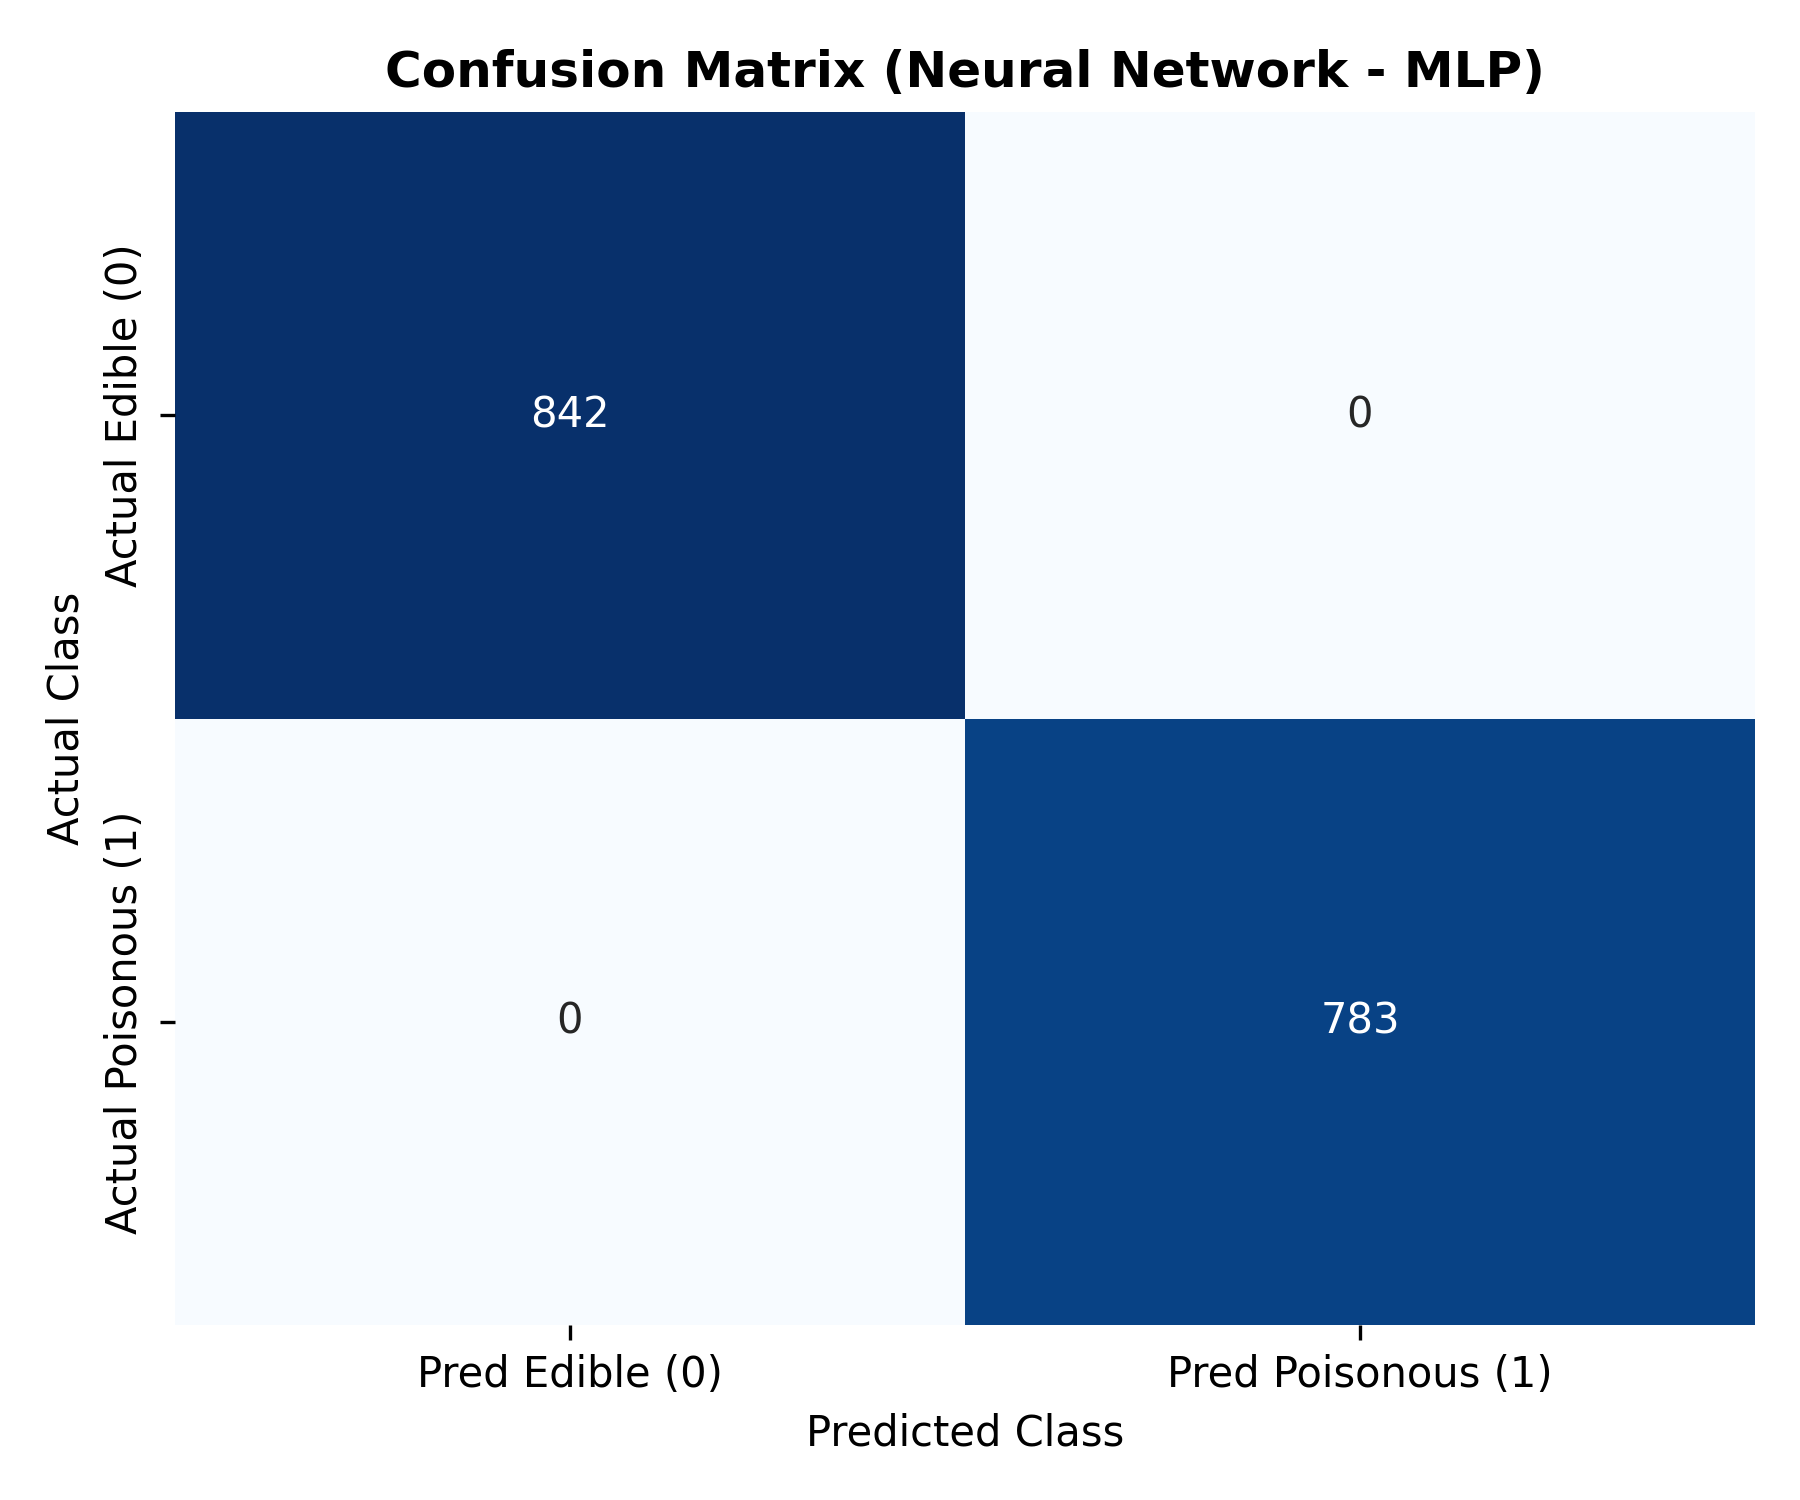 Confusion Matrix (Neural Network - MLP)
Actual Class
Actual Edible (0)
842
0
Actual Poisonous (1)
0
783
Pred Edible (0)
Pred Poisonous (1)
Predicted Class